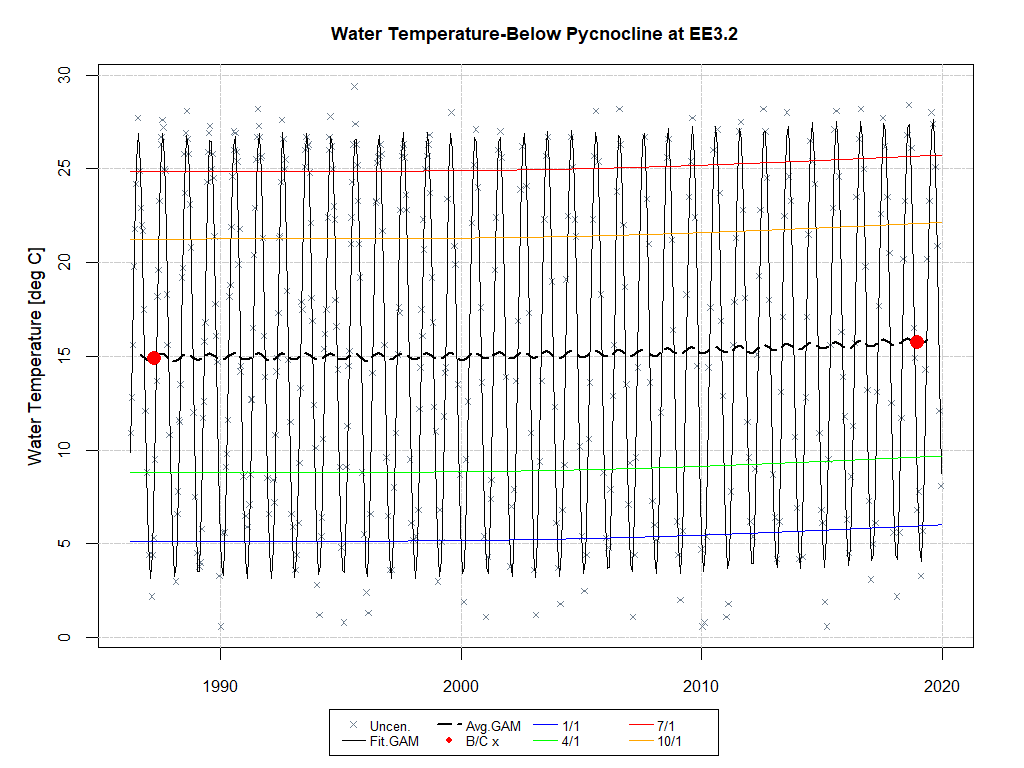 Water Temperature-Below Pycnocline at EE3.2
Water Temperature [deg C]
30
25
20
15
10
5
0
1990 2000 2010 2020
Uncen. Avg.GAM 1/1 7/1
Fit.GAM B/C x 4/1 10/1